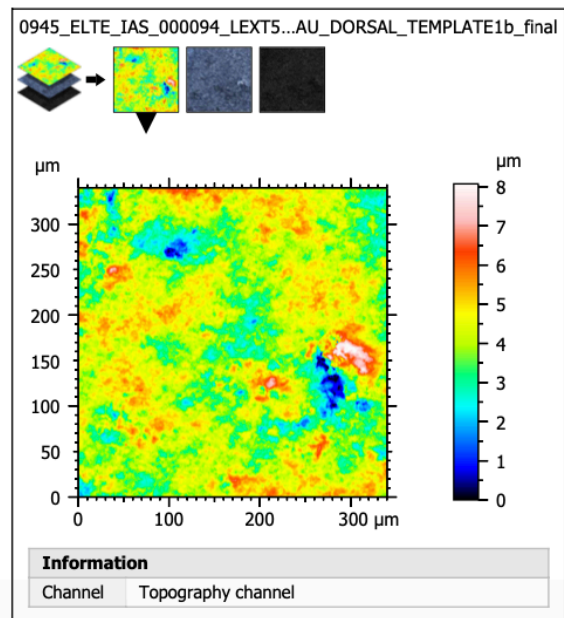 0945_ELTE_IAS_000094_LEXT5...AU_DORSAL_TEMPLATE1b_final
µm
µm
8
300
7
250
6
200
5
150
4
100
3
50
2
0
1
0
0 100 200 300 µm
Information
Channel Topography channel